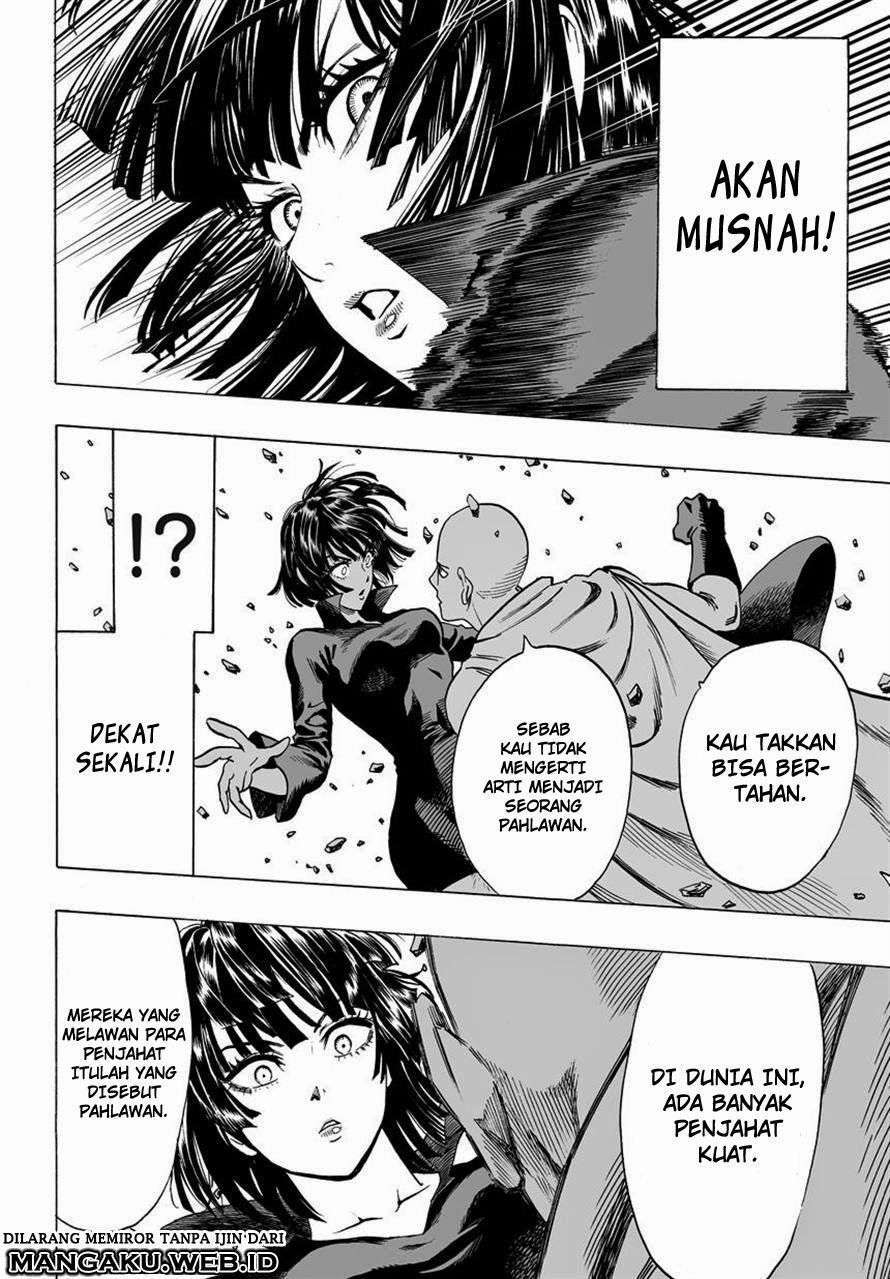 AKAN
MUSNAH!
KAU TAKKAN
BISA BER-
TAHAN.
SEBAB
KAU TIDAK
MENGERTI
ARTI MENJADI
SEORANG
PAHLAWAN.
!?
DEKAT
SEKALI!!
DI DUNIA INI,
ADA BANYAK
PENJAHAT
KUAT.
MEREKA YANG
MELAWAN PARA
PENJAHAT
ITULAH YANG
DISEBUT
PAHLAWAN.
DILARANG MEMIROR TANPA IJIN DARI
MANGAKU.WEB.ID